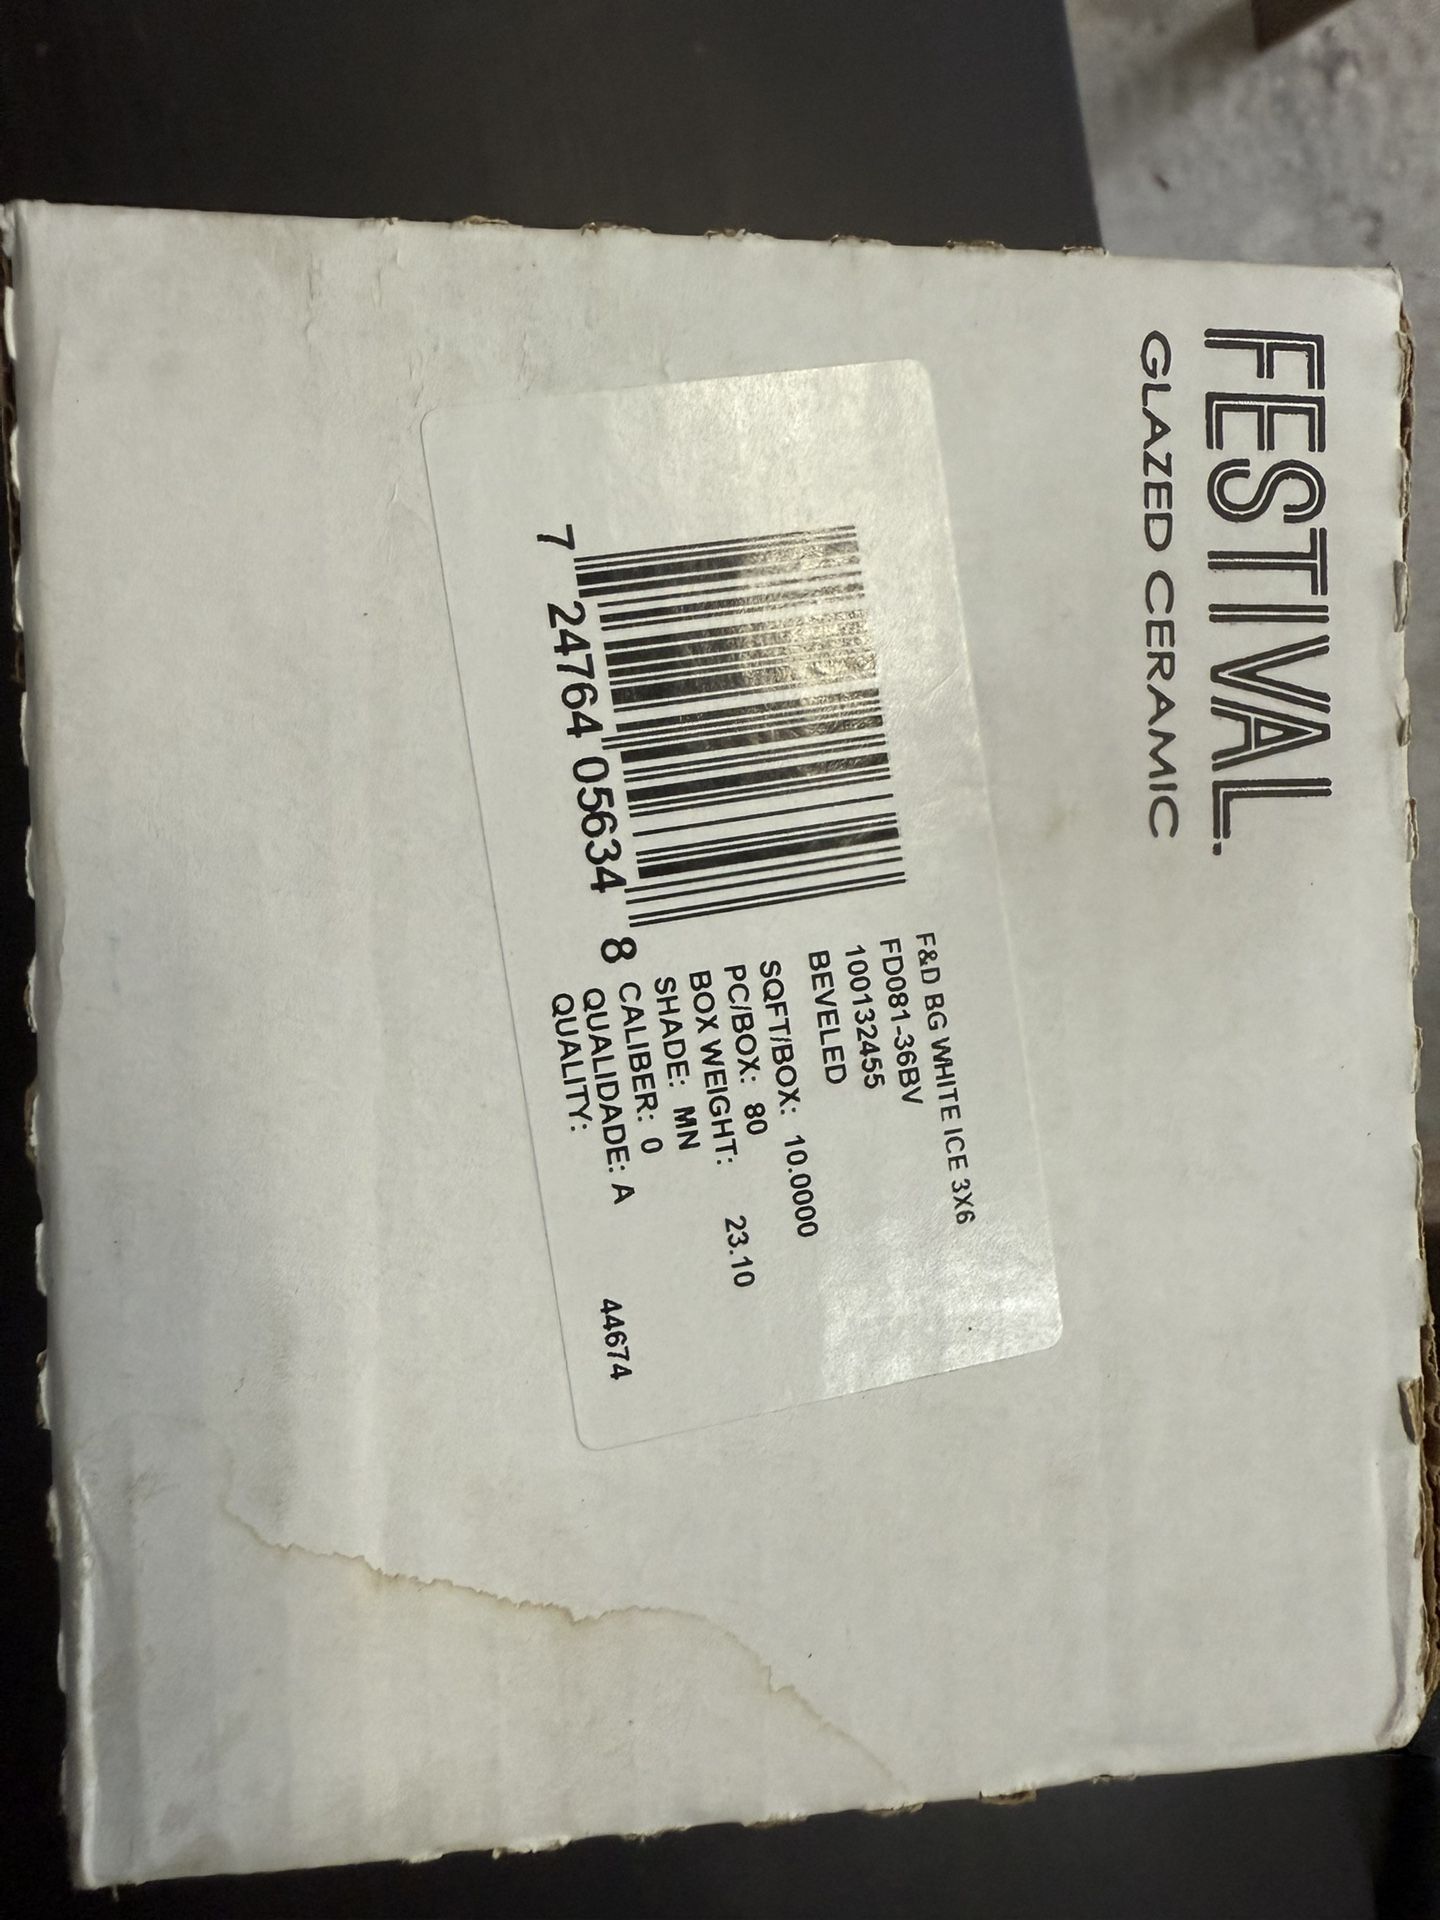 FESTIVAL.
GLAZED CERAMIC
F&D BG WHITE ICE 3X6
FD081-36BV
100132455
BEVELED
SQFT/BOX: 10.0000
PC/BOX: 80
BOX WEIGHT: 23.10
SHADE: MN
CALIBER: 0
QUALIDADE: A 44674
QUALITY:
7 24764 05634 8